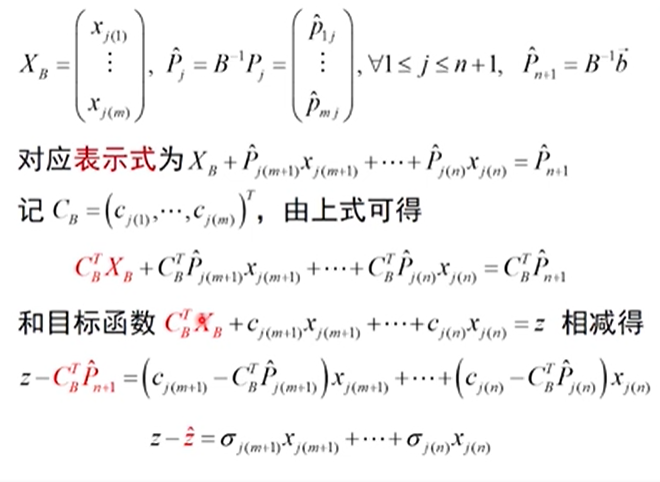 $X_B = \begin{pmatrix} x_{j(1)} \\ \vdots \\ x_{j(m)} \end{pmatrix}, \ \hat{P}_j = B^{-1}P_j = \begin{pmatrix} \hat{p}_{1j} \\ \vdots \\ \hat{p}_{mj} \end{pmatrix}, \forall 1 \le j \le n+1, \ \hat{P}_{n+1} = B^{-1}\vec{b}$
对应表示式为 $X_B + \hat{P}_{j(m+1)}x_{j(m+1)} + \cdots + \hat{P}_{j(n)}x_{j(n)} = \hat{P}_{n+1}$
记 $C_B = \left(c_{j(1)}, \cdots, c_{j(m)}\right)^T$，由上式可得
$C_B^T X_B + C_B^T \hat{P}_{j(m+1)}x_{j(m+1)} + \cdots + C_B^T \hat{P}_{j(n)}x_{j(n)} = C_B^T \hat{P}_{n+1}$
和目标函数 $C_B^T X_B + c_{j(m+1)}x_{j(m+1)} + \cdots + c_{j(n)}x_{j(n)} = z$ 相减得
$z - C_B^T \hat{P}_{n+1} = \left(c_{j(m+1)} - C_B^T \hat{P}_{j(m+1)}\right)x_{j(m+1)} + \cdots + \left(c_{j(n)} - C_B^T \hat{P}_{j(n)}\right)x_{j(n)}$
$z - \hat{z} = \sigma_{j(m+1)}x_{j(m+1)} + \cdots + \sigma_{j(n)}x_{j(n)}$